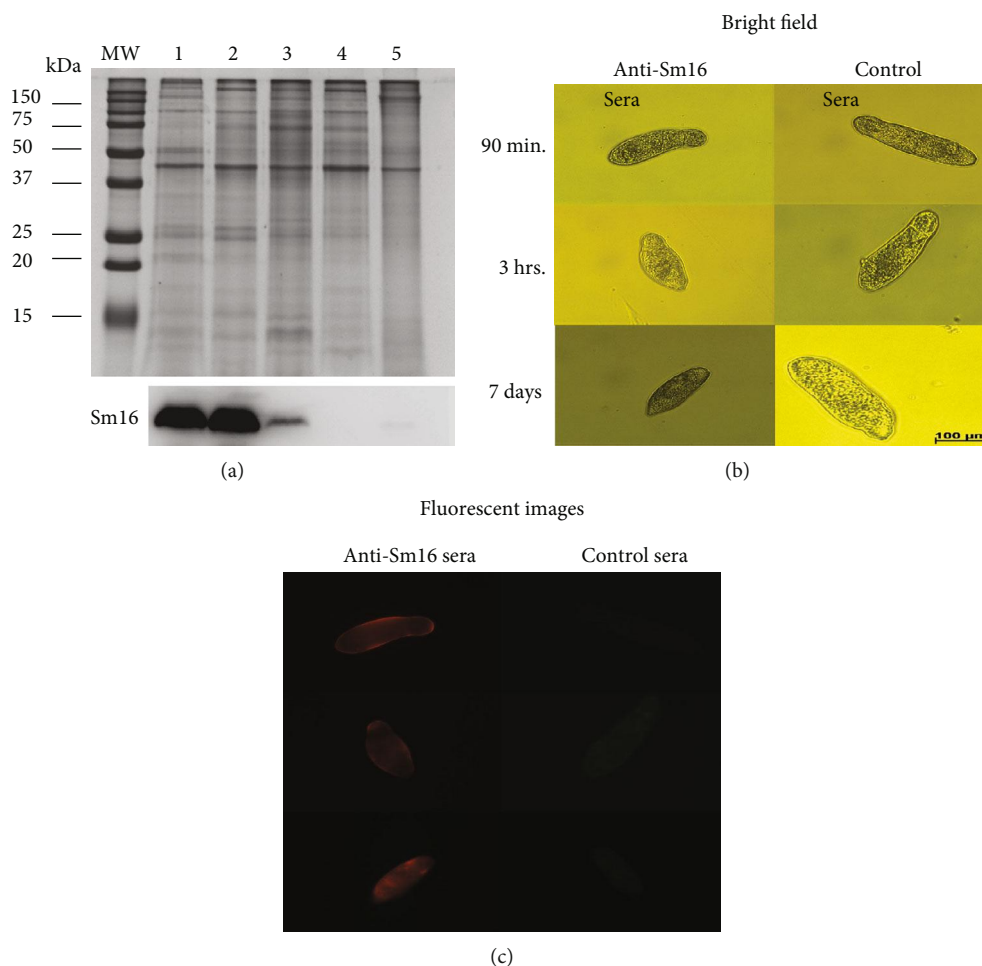 MW 1 2 3 4 5
kDa
150
75
50
37
25
20
15
Sm16
(a)
Bright field
Anti-Sm16 Control
Sera Sera
90 min.
3 hrs.
7 days
100 µm
(b)
Fluorescent images
Anti-Sm16 sera Control sera
(c)